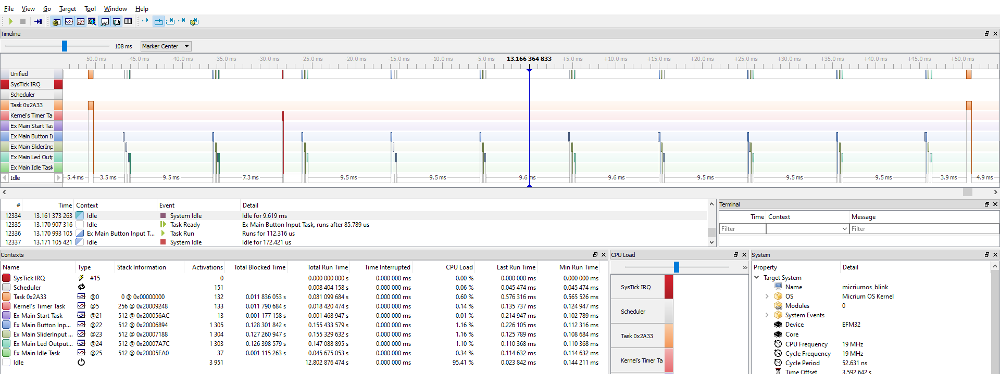 File View Go Target Tool Window Help
Timeline
108 ms Marker Center
-50.0 ms -45.0 ms -40.0 ms -35.0 ms -30.0 ms -25.0 ms -20.0 ms -15.0 ms -10.0 ms -5.0 ms 13.166 364 833 +5.0 ms +10.0 ms +15.0 ms +20.0 ms +25.0 ms +30.0 ms +35.0 ms +40.0 ms +45.0 ms +50.0 ms
Unified
SysTick IRQ
Scheduler
Task 0x2A33
Kernel's Timer Ta
Ex Main Start Tas
Ex Main Button Ir
Ex Main SliderInp
Ex Main Led Outp
Ex Main Idle Task
Idle 5.4 ms 3.5 ms 9.5 ms 7.3 ms 9.5 ms 9.5 ms 9.6 ms 9.6 ms 9.5 ms 9.5 ms 9.5 ms 3.9 ms 4.9 ms
# Time Context Event Detail
12334 13.161 373 263 Idle System Idle Idle for 9.619 ms
12335 13.170 907 316 Idle Task Ready Ex Main Button Input Task, runs after 85.789 us
12336 13.170 993 105 Ex Main Button Input T... Task Run Runs for 112.316 us
12337 13.171 105 421 Idle System Idle Idle for 172.421 us
Terminal
Time Context Message
Filter Filter
Contexts
Name Type Stack Information Activations Total Blocked Time Total Run Time Time Interrupted CPU Load Last Run Time Min Run Time
SysTick IRQ #15 0 0.000 000 000 s 0.000 000 ms 0.00 % 0.000 000 ms 0.000 000 ms
Scheduler 151 0.008 404 158 s 0.000 000 ms 0.06 % 0.045 474 ms 0.045 474 ms
Task 0x2A33 @0 0 @ 0x00000000 132 0.011 836 053 s 0.081 099 684 s 0.000 000 ms 0.60 % 0.576 316 ms 0.565 526 ms
Kernel's Timer Task @5 256 @ 0x20009248 133 0.011 790 684 s 0.018 420 474 s 0.000 000 ms 0.14 % 0.135 737 ms 0.124 947 ms
Ex Main Start Task @21 512 @ 0x200056AC 13 0.001 177 158 s 0.001 468 947 s 0.000 000 ms 0.01 % 0.214 947 ms 0.102 789 ms
Ex Main Button Inp... @22 512 @ 0x20006894 1 305 0.128 301 842 s 0.155 433 579 s 0.000 000 ms 1.16 % 0.226 105 ms 0.112 316 ms
Ex Main SliderInput ... @23 512 @ 0x20007188 1 304 0.127 260 947 s 0.155 329 632 s 0.000 000 ms 1.16 % 0.125 789 ms 0.108 684 ms
Ex Main Led Output... @24 512 @ 0x20007A7C 1 303 0.126 398 579 s 0.147 088 895 s 0.000 000 ms 1.10 % 0.110 368 ms 0.110 368 ms
Ex Main Idle Task @25 512 @ 0x20005FA0 37 0.001 115 263 s 0.045 675 053 s 0.000 000 ms 0.34 % 0.114 632 ms 0.114 632 ms
Idle 3 951 12.802 876 474 s 0.000 000 ms 95.41 % 0.023 842 ms 0.144 211 ms
CPU Load
»
SysTick IRQ
Scheduler
Task 0x2A33
Kernel's Timer Ta
System
Property Detail
Target System
Name micriumos_blink
OS Micrium OS Kernel
Modules 0
System Events
Device EFM32
Core
CPU Frequency 19 MHz
Cycle Frequency 19 MHz
Cycle Period 52.631 ns
Time Offset 3.592 642 s